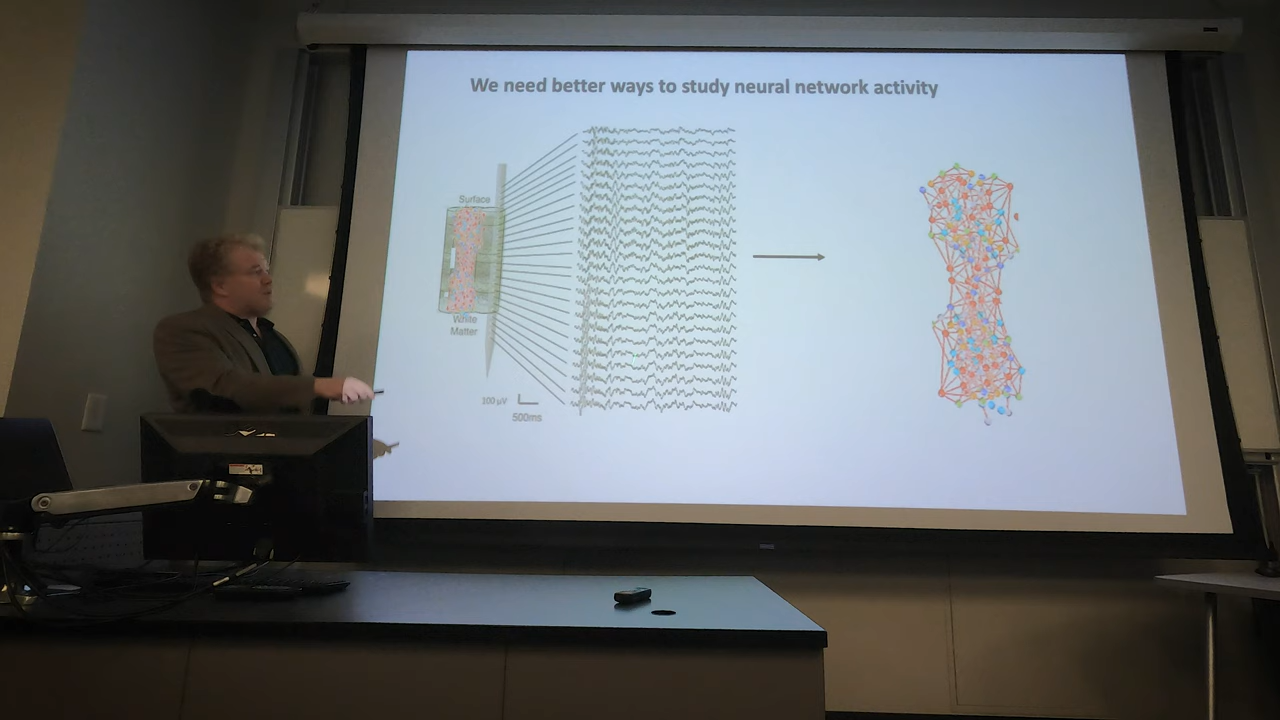 We need better ways to study neural network activity
Surface
White
Matter
100 µV
500ms